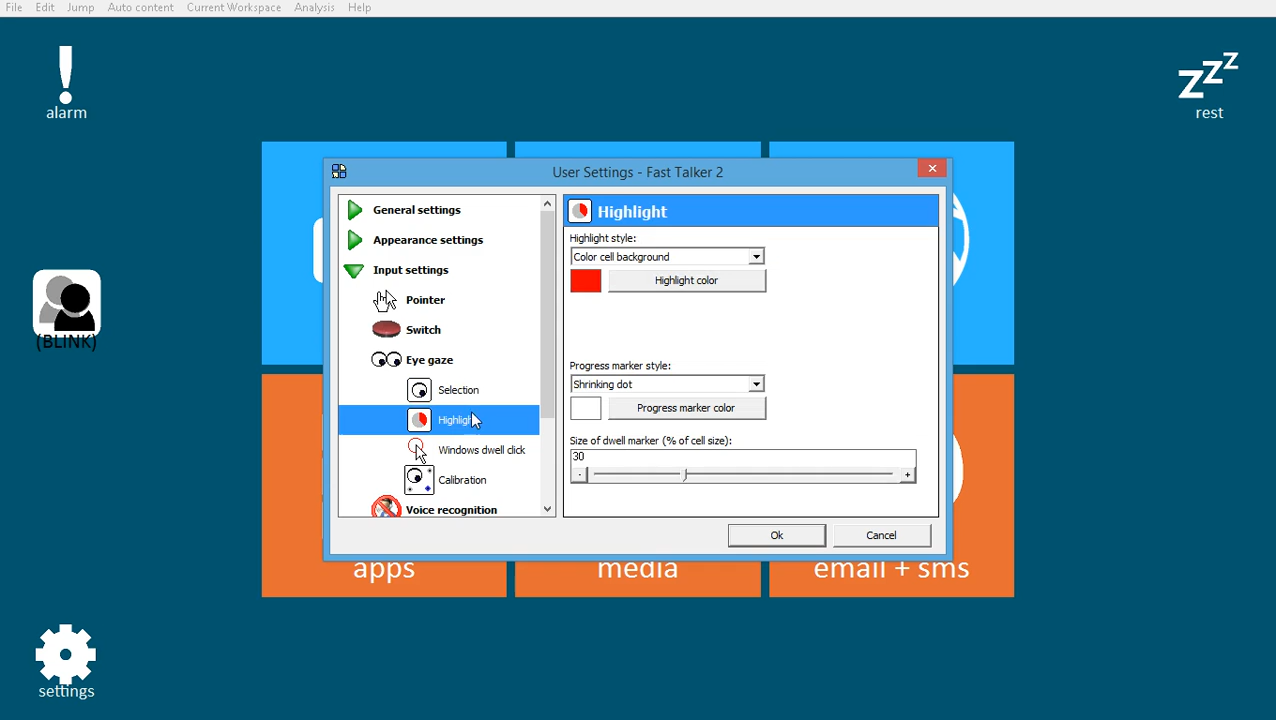 File Edit Jump Auto content Current Workspace Analysis Help
alarm
zzz
rest
(BLINK)
User Settings - Fast Talker 2
General settings
Appearance settings
Input settings
Pointer
Switch
Eye gaze
Selection
Highlight
Windows dwell click
Calibration
Voice recognition
Highlight
Highlight style:
Color cell background
Highlight color
Progress marker style:
Shrinking dot
Progress marker color
Size of dwell marker (% of cell size):
30
- +
Ok Cancel
apps
media
email + sms
settings